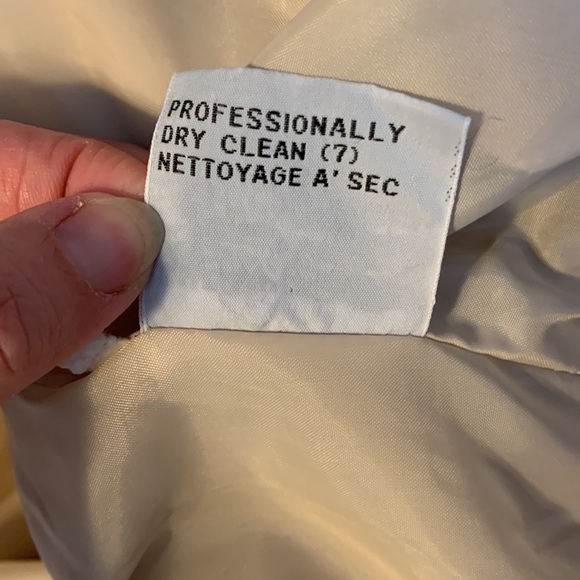 PROFESSIONALLY
DRY CLEAN (7)
NETTOYAGE A' SEC